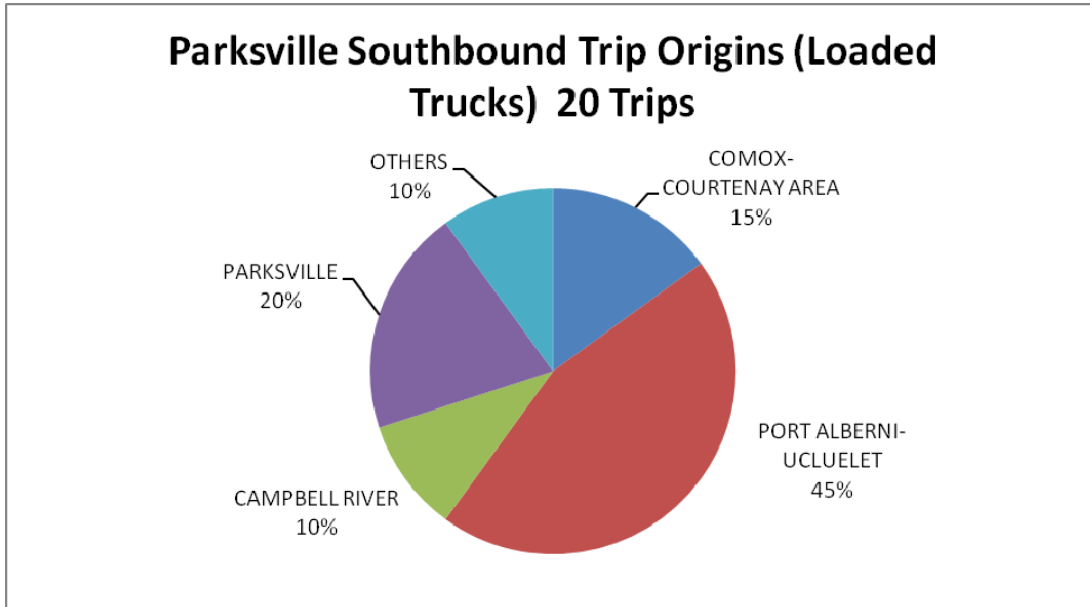 Parksville Southbound Trip Origins (Loaded
Trucks)  20 Trips
OTHERS
10%
COMOX-
COURTENAY AREA
15%
PARKSVILLE
20%
PORT ALBERNI-
UCLUELET
45%
CAMPBELL RIVER
10%